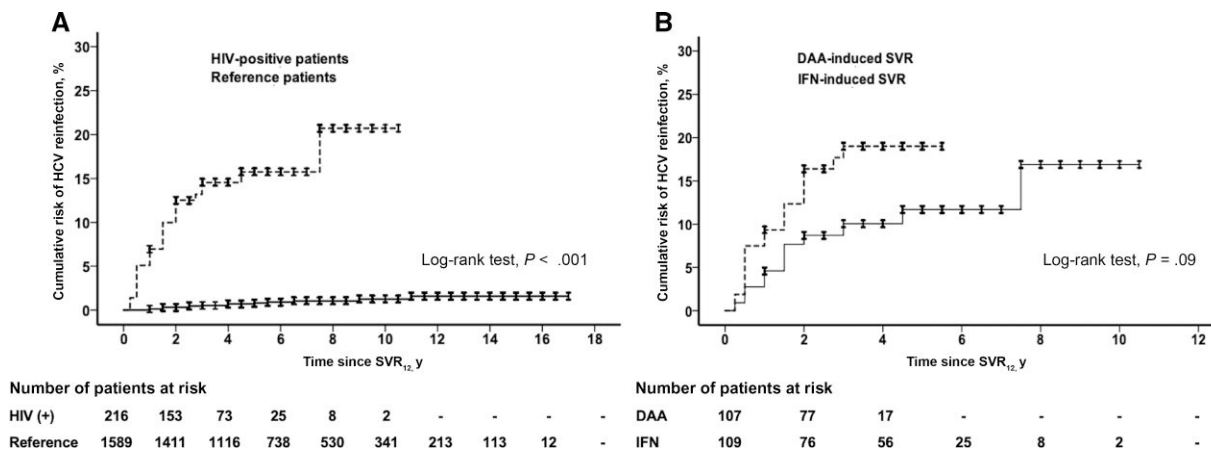 A
Cumulative risk of HCV reinfection, %
30
25
20
15
10
5
0
HIV-positive patients
Reference patients
Log-rank test, P < .001
0 2 4 6 8 10 12 14 16 18
Time since SVR12, y
Number of patients at risk
HIV (+) 216 153 73 25 8 2 - - - -
Reference 1589 1411 1116 738 530 341 213 113 12 -
B
Cumulative risk of HCV reinfection, %
30
25
20
15
10
5
0
DAA-induced SVR
IFN-induced SVR
Log-rank test, P = .09
0 2 4 6 8 10 12
Time since SVR12, y
Number of patients at risk
DAA 107 77 17 - - - -
IFN 109 76 56 25 8 2 -